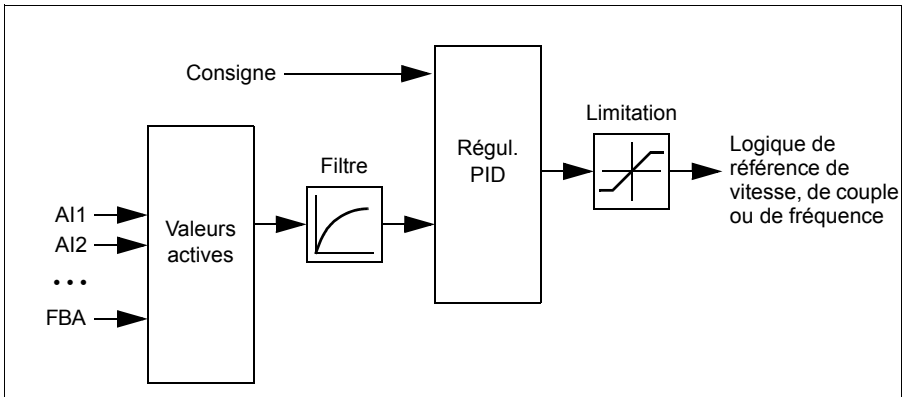 Consigne
Limitation
Filtre
Régul.
PID
Logique de
référence de
vitesse, de couple
ou de fréquence
AI1
AI2
• • •
FBA
Valeurs
actives